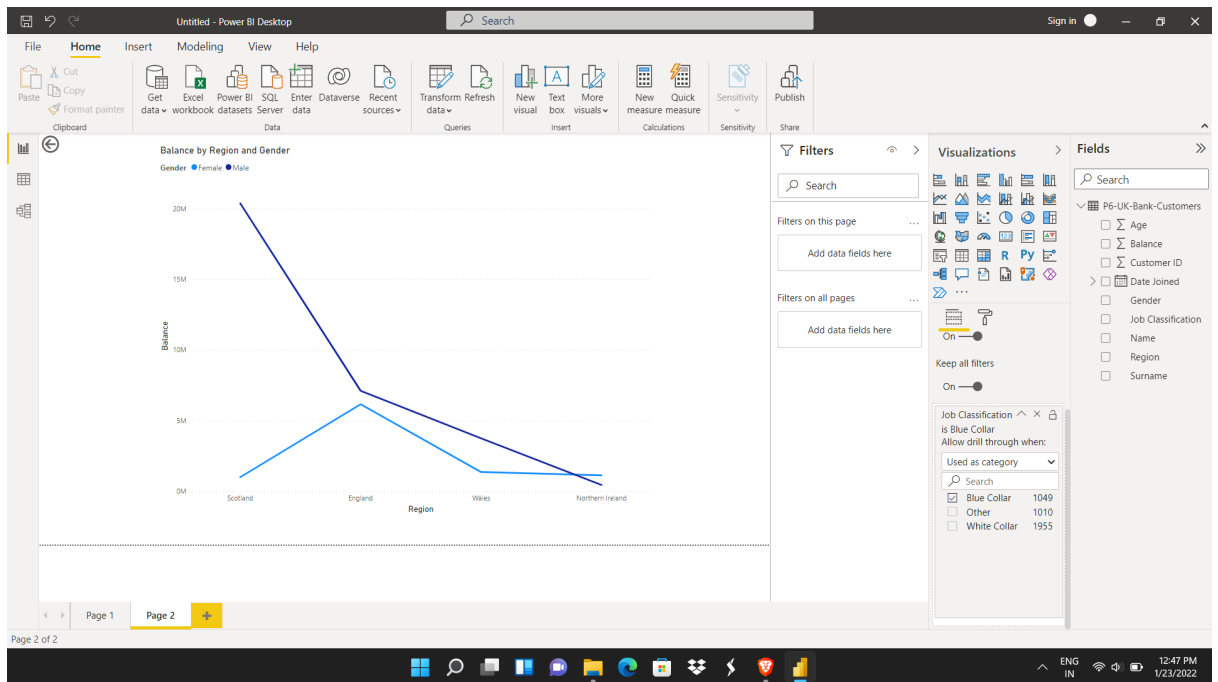 Untitled - Power BI Desktop
Search
Sign in
File Home Insert Modeling View Help
Paste
Cut
Copy
Format painter
Clipboard
Get data
Excel workbook
Power BI datasets
SQL Server
Enter data
Dataverse
Recent sources
Data
Transform data
Refresh
Queries
New visual
Text box
More visuals
Insert
New measure
Quick measure
Calculations
Sensitivity
Sensitivity
Publish
Share
Balance by Region and Gender
Gender Female Male
20M
15M
10M
5M
0M
Balance
Scotland England Wales Northern Ireland
Region
Filters
Search
Filters on this page ...
Add data fields here
Filters on all pages ...
Add data fields here
Visualizations
123
R Py
...
On
Keep all filters
On
Job Classification
is Blue Collar
Allow drill through when:
Used as category
Search
Blue Collar 1049
Other 1010
White Collar 1955
Fields
Search
P6-UK-Bank-Customers
Age
Balance
Customer ID
Date Joined
Gender
Job Classification
Name
Region
Surname
Page 1 Page 2 +
Page 2 of 2
ENG
IN
12:47 PM
1/23/2022